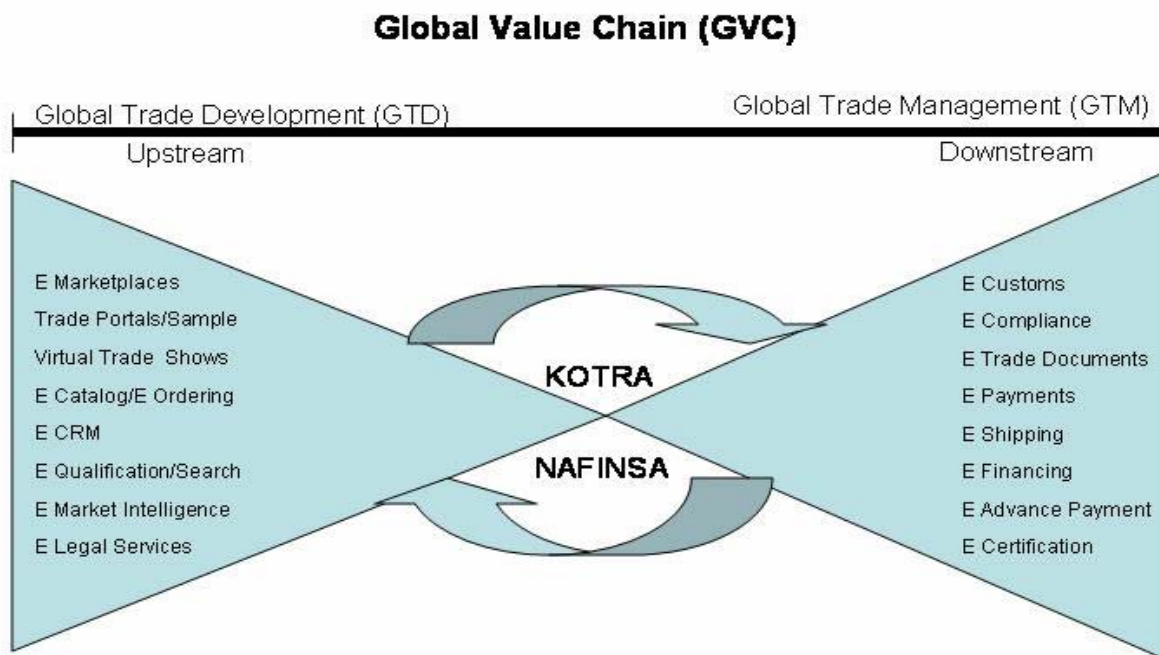 Global Value Chain (GVC)
Global Trade Development (GTD)
Global Trade Management (GTM)
Upstream
Downstream
E Marketplaces
Trade Portals/Sample
Virtual Trade Shows
E Catalog/E Ordering
E CRM
E Qualification/Search
E Market Intelligence
E Legal Services
KOTRA
NAFINSA
E Customs
E Compliance
E Trade Documents
E Payments
E Shipping
E Financing
E Advance Payment
E Certification